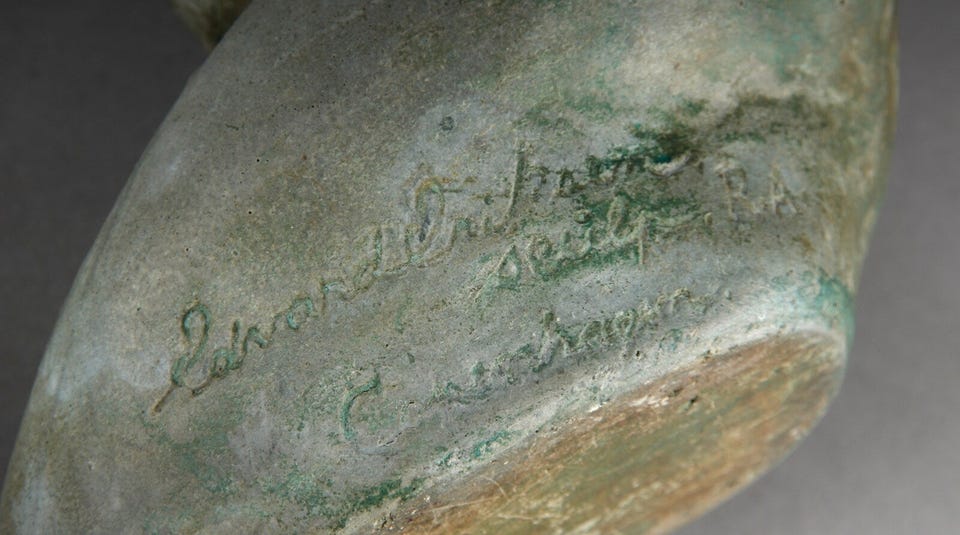 Edvard Eriksen,
sculp., R.A.
Copenhagen.